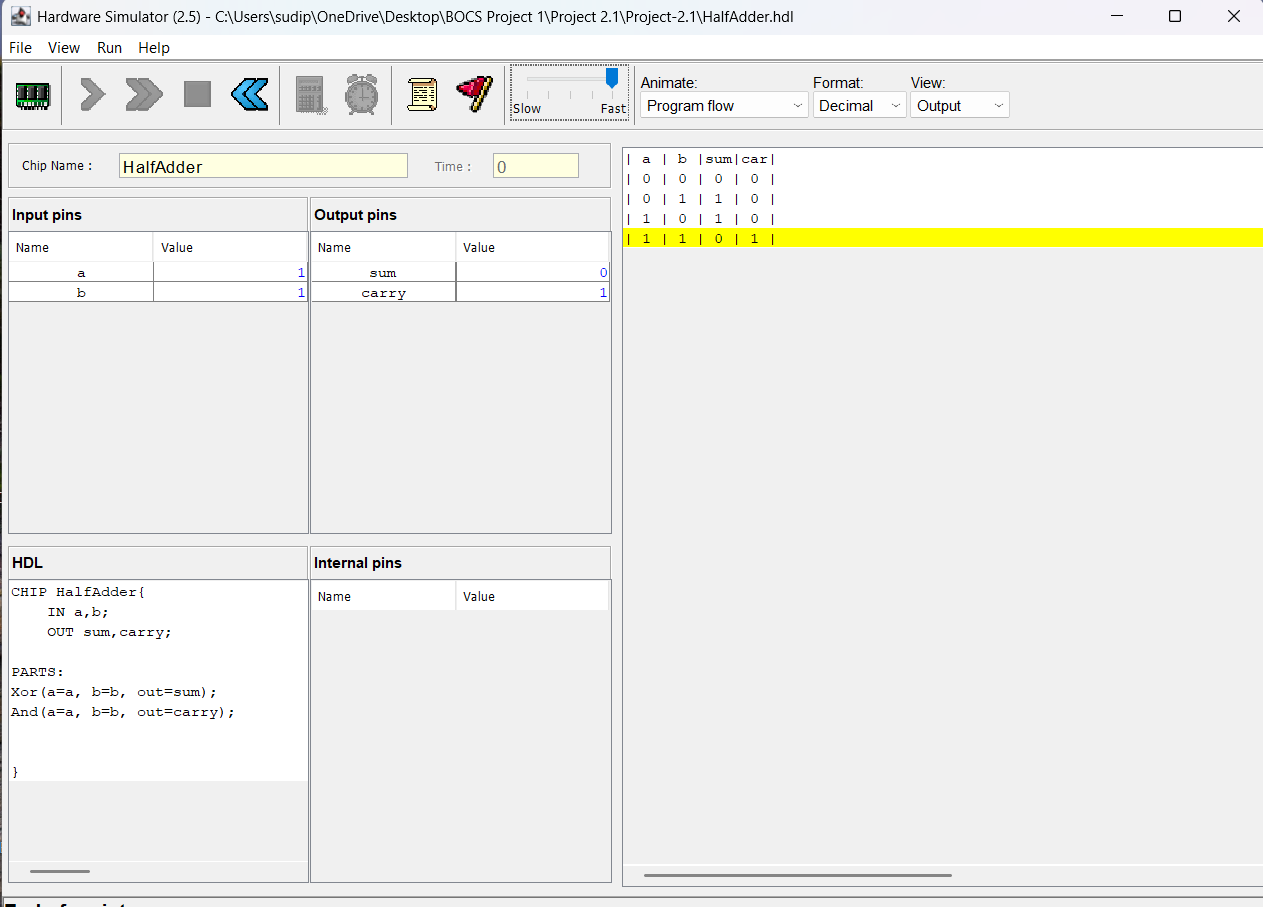 Hardware Simulator (2.5) - C:\Users\sudip\OneDrive\Desktop\BOCS Project 1\Project 2.1\Project-2.1\HalfAdder.hdl
File View Run Help
Slow Fast
Animate: Format: View:
Program flow Decimal Output
Chip Name : HalfAdder Time : 0
Input pins
Name Value
a 1
b 1
Output pins
Name Value
sum 0
carry 1
HDL
CHIP HalfAdder{
IN a,b;
OUT sum,carry;
PARTS:
Xor(a=a, b=b, out=sum);
And(a=a, b=b, out=carry);
}
Internal pins
Name Value
| a | b |sum|car|
| 0 | 0 | 0 | 0 |
| 0 | 1 | 1 | 0 |
| 1 | 0 | 1 | 0 |
| 1 | 1 | 0 | 1 |